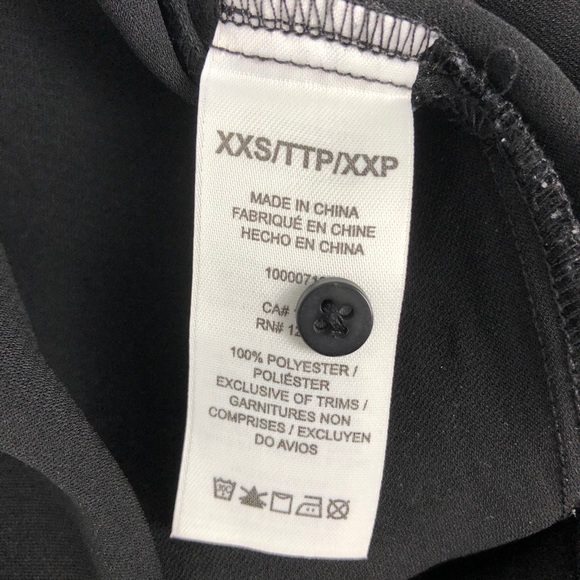 XXS/TTP/XXP
MADE IN CHINA
FABRIQUÉ EN CHINE
HECHO EN CHINA
CA#
RN#
100% POLYESTER /
POLIÉSTER
EXCLUSIVE OF TRIMS /
GARNITURES NON
COMPRISES / EXCLUYEN
DO AVIOS